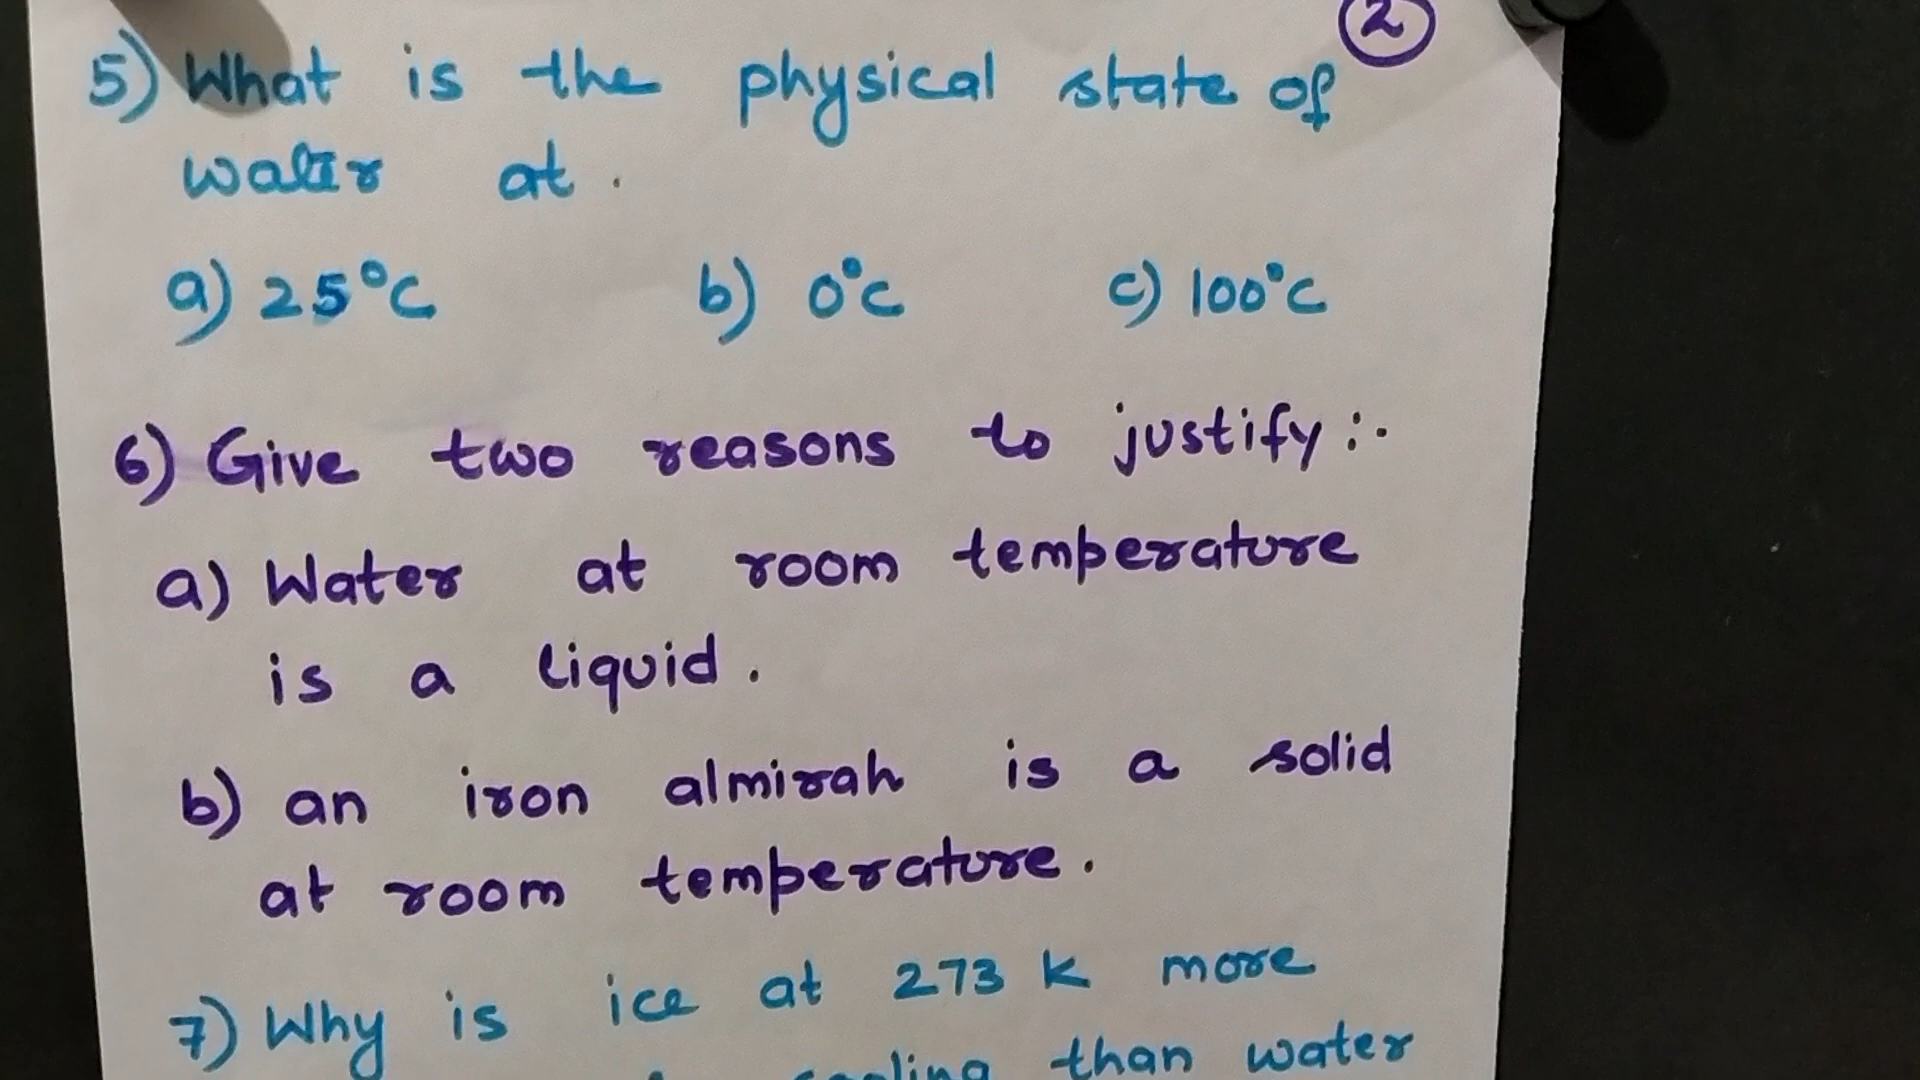 2
5) What is the physical state of
water at.
a) 25°C b) 0°C c) 100°C
6) Give two reasons to justify :-
a) Water at room temperature
is a liquid.
b) an iron almirah is a solid
at room temperature.
7) Why is ice at 273 K more
than water